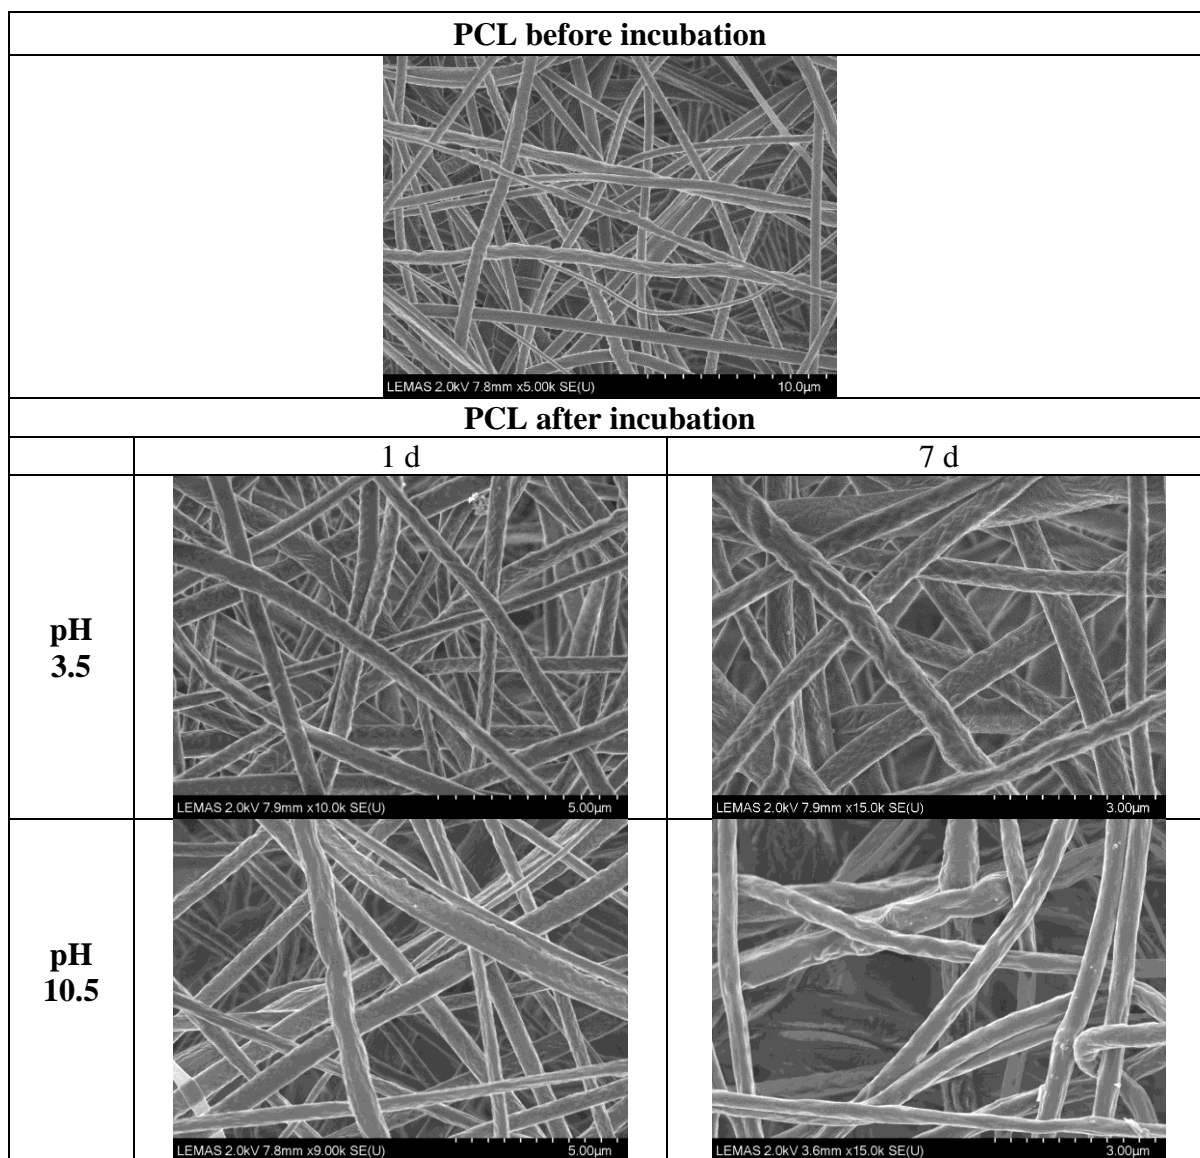 PCL before incubation
LEMAS 2.0kV 7.8mm x5.00k SE(U) 10.0µm
PCL after incubation
1 d 7 d
pH
3.5
LEMAS 2.0kV 7.9mm x10.0k SE(U) 5.00µm
LEMAS 2.0kV 7.9mm x15.0k SE(U) 3.00µm
pH
10.5
LEMAS 2.0kV 7.8mm x9.00k SE(U) 5.00µm
LEMAS 2.0kV 3.6mm x15.0k SE(U) 3.00µm